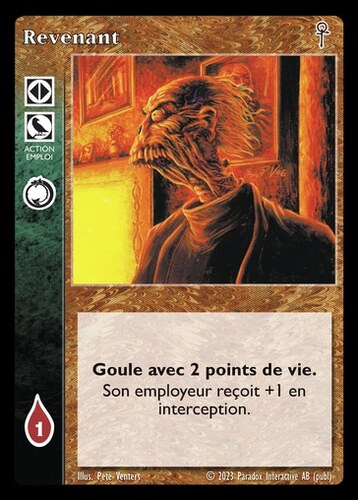 Revenant
ACTION
EMPLOI
Goule avec 2 points de vie.
Son employeur reçoit +1 en
interception.
1
Illus. Pete Venters
© 2023 Paradox Interactive AB (publ)